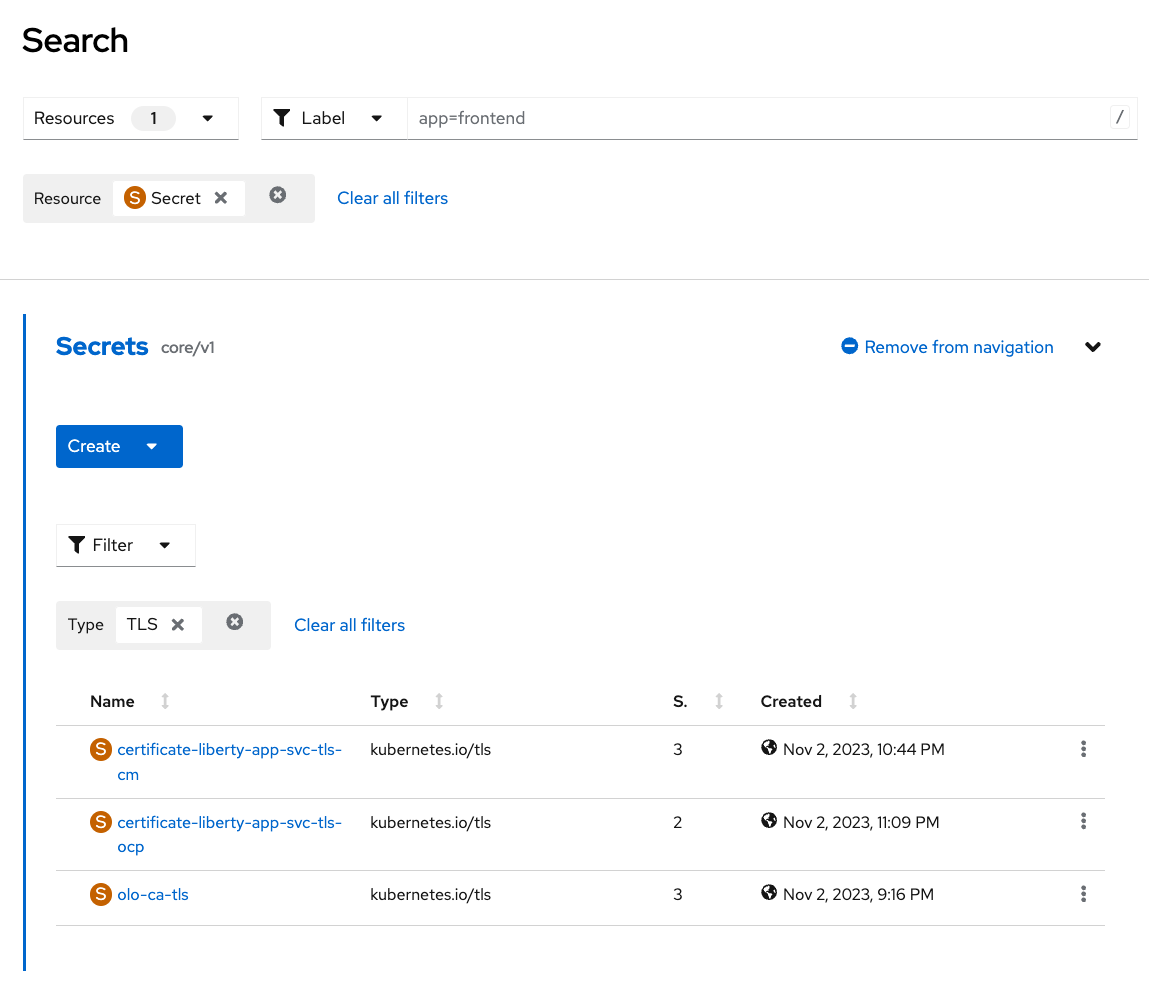 Search
Resources 1
Label app=frontend /
Resource S Secret Clear all filters
Secrets core/v1 Remove from navigation
Create
Filter
Type TLS Clear all filters
Name Type S. Created
S certificate-liberty-app-svc-tls- kubernetes.io/tls 3 Nov 2, 2023, 10:44 PM
cm
S certificate-liberty-app-svc-tls- kubernetes.io/tls 2 Nov 2, 2023, 11:09 PM
ocp
S olo-ca-tls kubernetes.io/tls 3 Nov 2, 2023, 9:16 PM